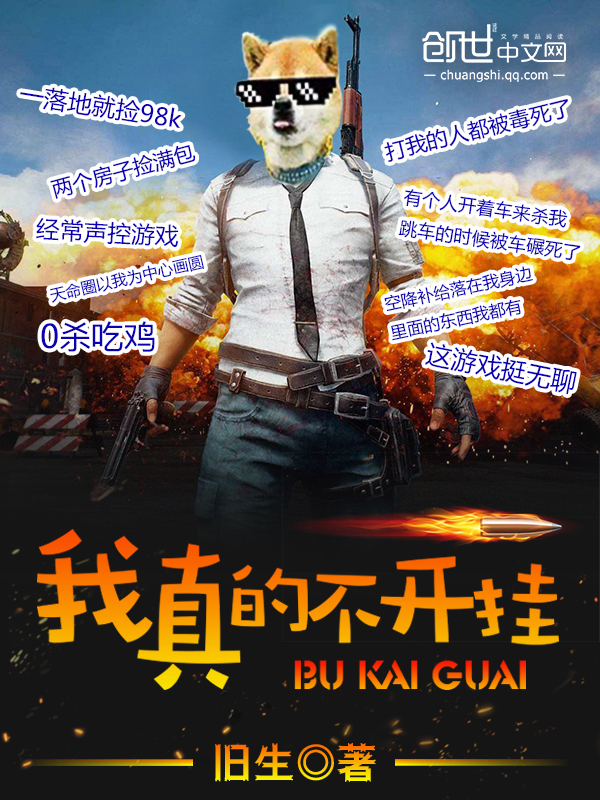 创世中文网
文学精品阅读
chuangshi.qq.com
一落地就捡98k
两个房子捡满包
经常声控游戏
天命圈以我为中心画圆
0杀吃鸡
打我的人都被毒死了
有个人开着车来杀我
跳车的时候被车碾死了
空降补给落在我身边
里面的东西我都有
这游戏挺无聊
我真的不开挂
BU KAI GUAI
旧生◎著